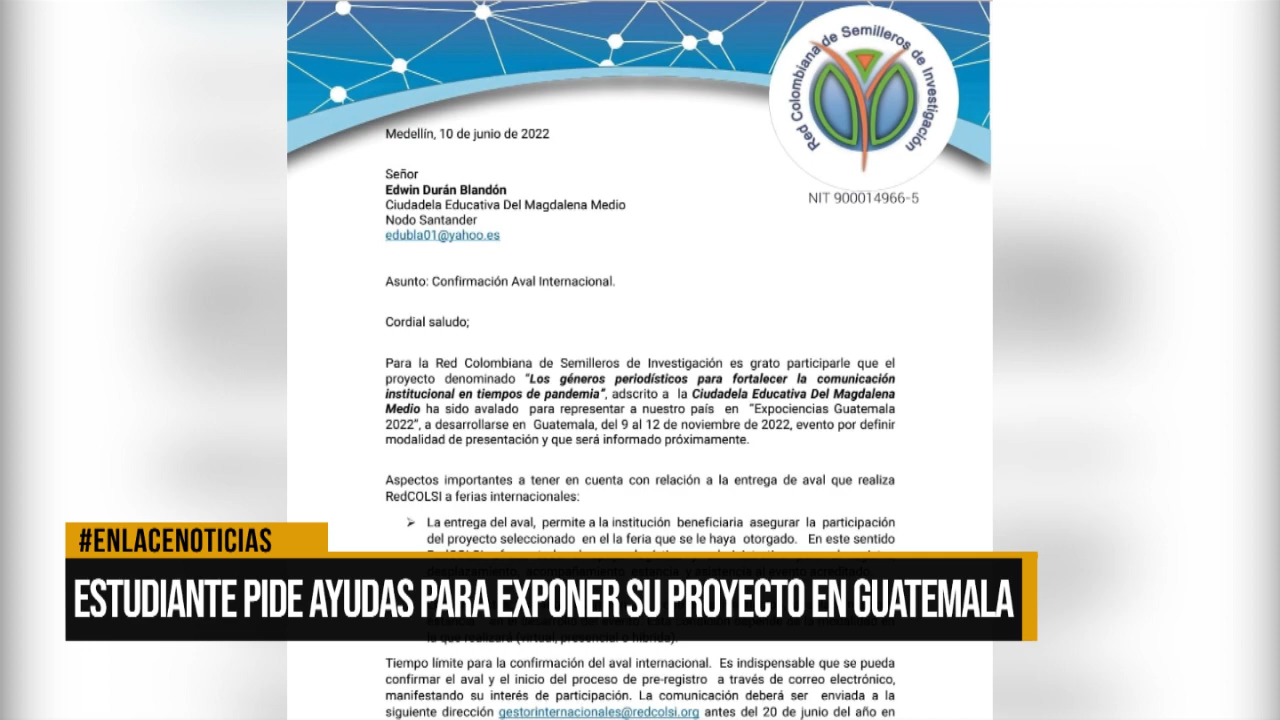 Red Colombiana de Semilleros de Investigación
NIT 900014966-5
Medellín, 10 de junio de 2022
Señor
Edwin Durán Blandón
Ciudadela Educativa Del Magdalena Medio
Nodo Santander
edubla01@yahoo.es
Asunto: Confirmación Aval Internacional.
Cordial saludo;
Para la Red Colombiana de Semilleros de Investigación es grato participarle que el
proyecto denominado "Los géneros periodísticos para fortalecer la comunicación
institucional en tiempos de pandemia", adscrito a la Ciudadela Educativa Del Magdalena
Medio ha sido avalado para representar a nuestro país en "Expociencias Guatemala
2022", a desarrollarse en Guatemala, del 9 al 12 de noviembre de 2022, evento por definir
modalidad de presentación y que será informado próximamente.
Aspectos importantes a tener en cuenta con relación a la entrega de aval que realiza
RedCOLSI a ferias internacionales:
➢ La entrega del aval, permite a la institución beneficiaria asegurar la participación
del proyecto seleccionado en el la feria que se le haya otorgado. En este sentido
desplazamiento, acompañamiento, estancia, y asistencia al evento acreditado.
#ENLACENOTICIAS
ESTUDIANTE PIDE AYUDAS PARA EXPONER SU PROYECTO EN GUATEMALA
la que realizará (virtual, presencial o híbrida).
Tiempo límite para la confirmación del aval internacional. Es indispensable que se pueda
confirmar el aval y el inicio del proceso de pre-registro a través de correo electrónico,
manifestando su interés de participación. La comunicación deberá ser enviada a la
siguiente dirección gestorinternacionales@redcolsi.org antes del 20 de junio del año en